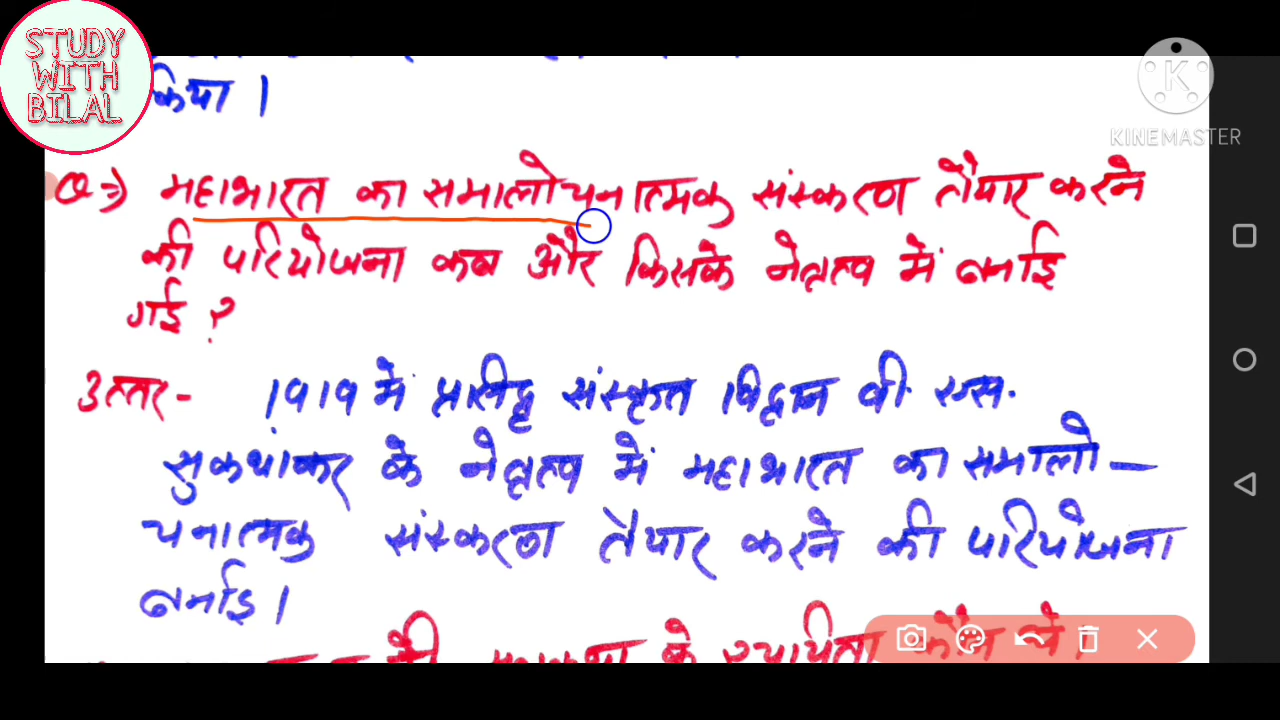 STUDY
WITH
BILAL
किया ।
KINEMASTER
Q⇒ महाभारत का समालोचनात्मक संस्करण तैयार करने
की परियोजना कब और किसके नेतृत्व में बनाई
गई ?
उत्तर- 1919 में प्रसिद्ध संस्कृत विद्वान वी. एस.
सुकथांकर के नेतृत्व में महाभारत का समालो-
चनात्मक संस्करण तैयार करने की परियोजना
बनाई ।
के रचयिता कौन थे ।